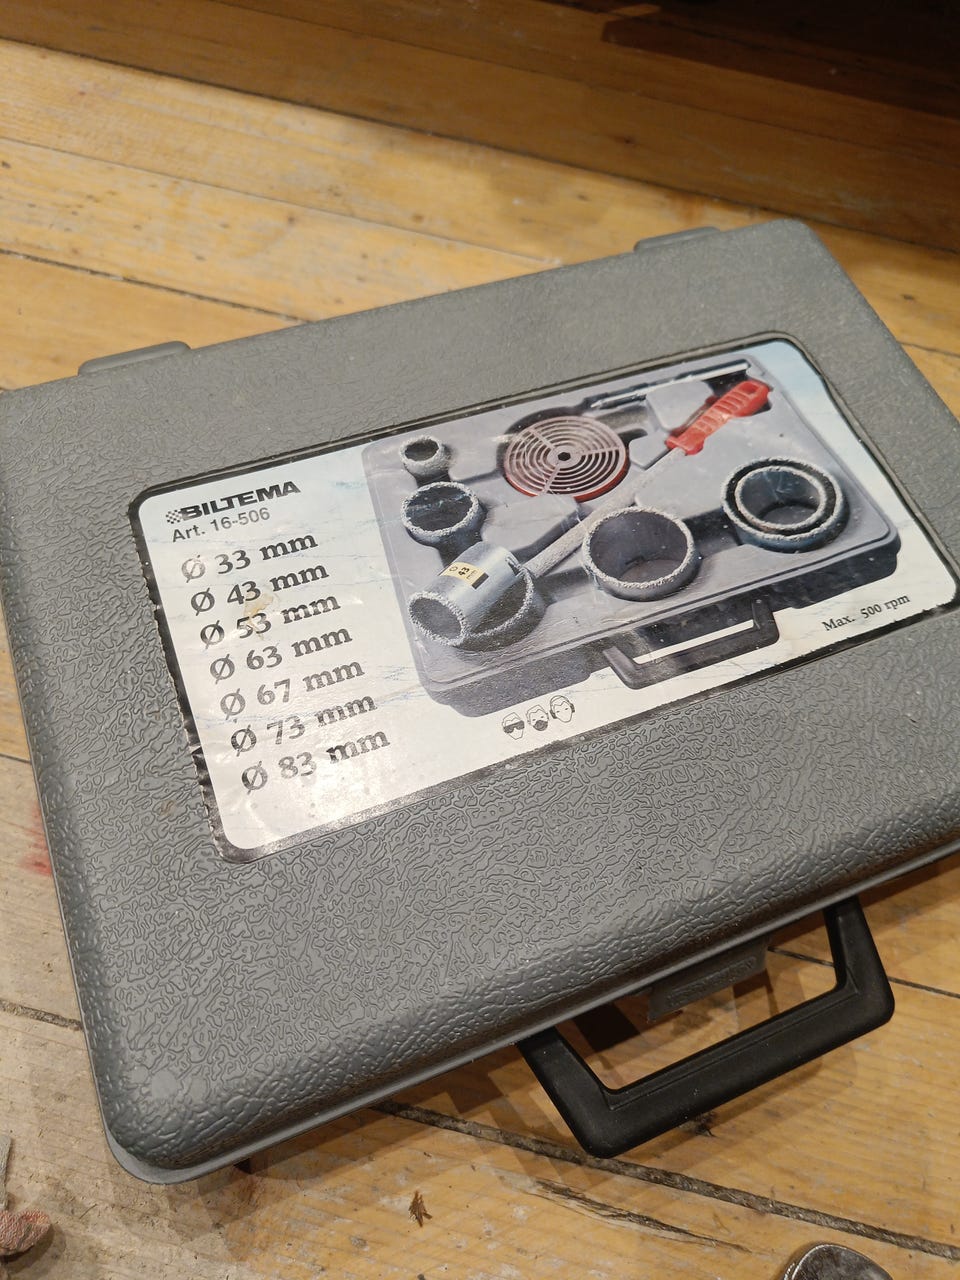 BILTEMA
Art. 16-506
Ø 33 mm
Ø 43 mm
Ø 53 mm
Ø 63 mm
Ø 67 mm
Ø 73 mm
Ø 83 mm
43
Max. 500 rpm